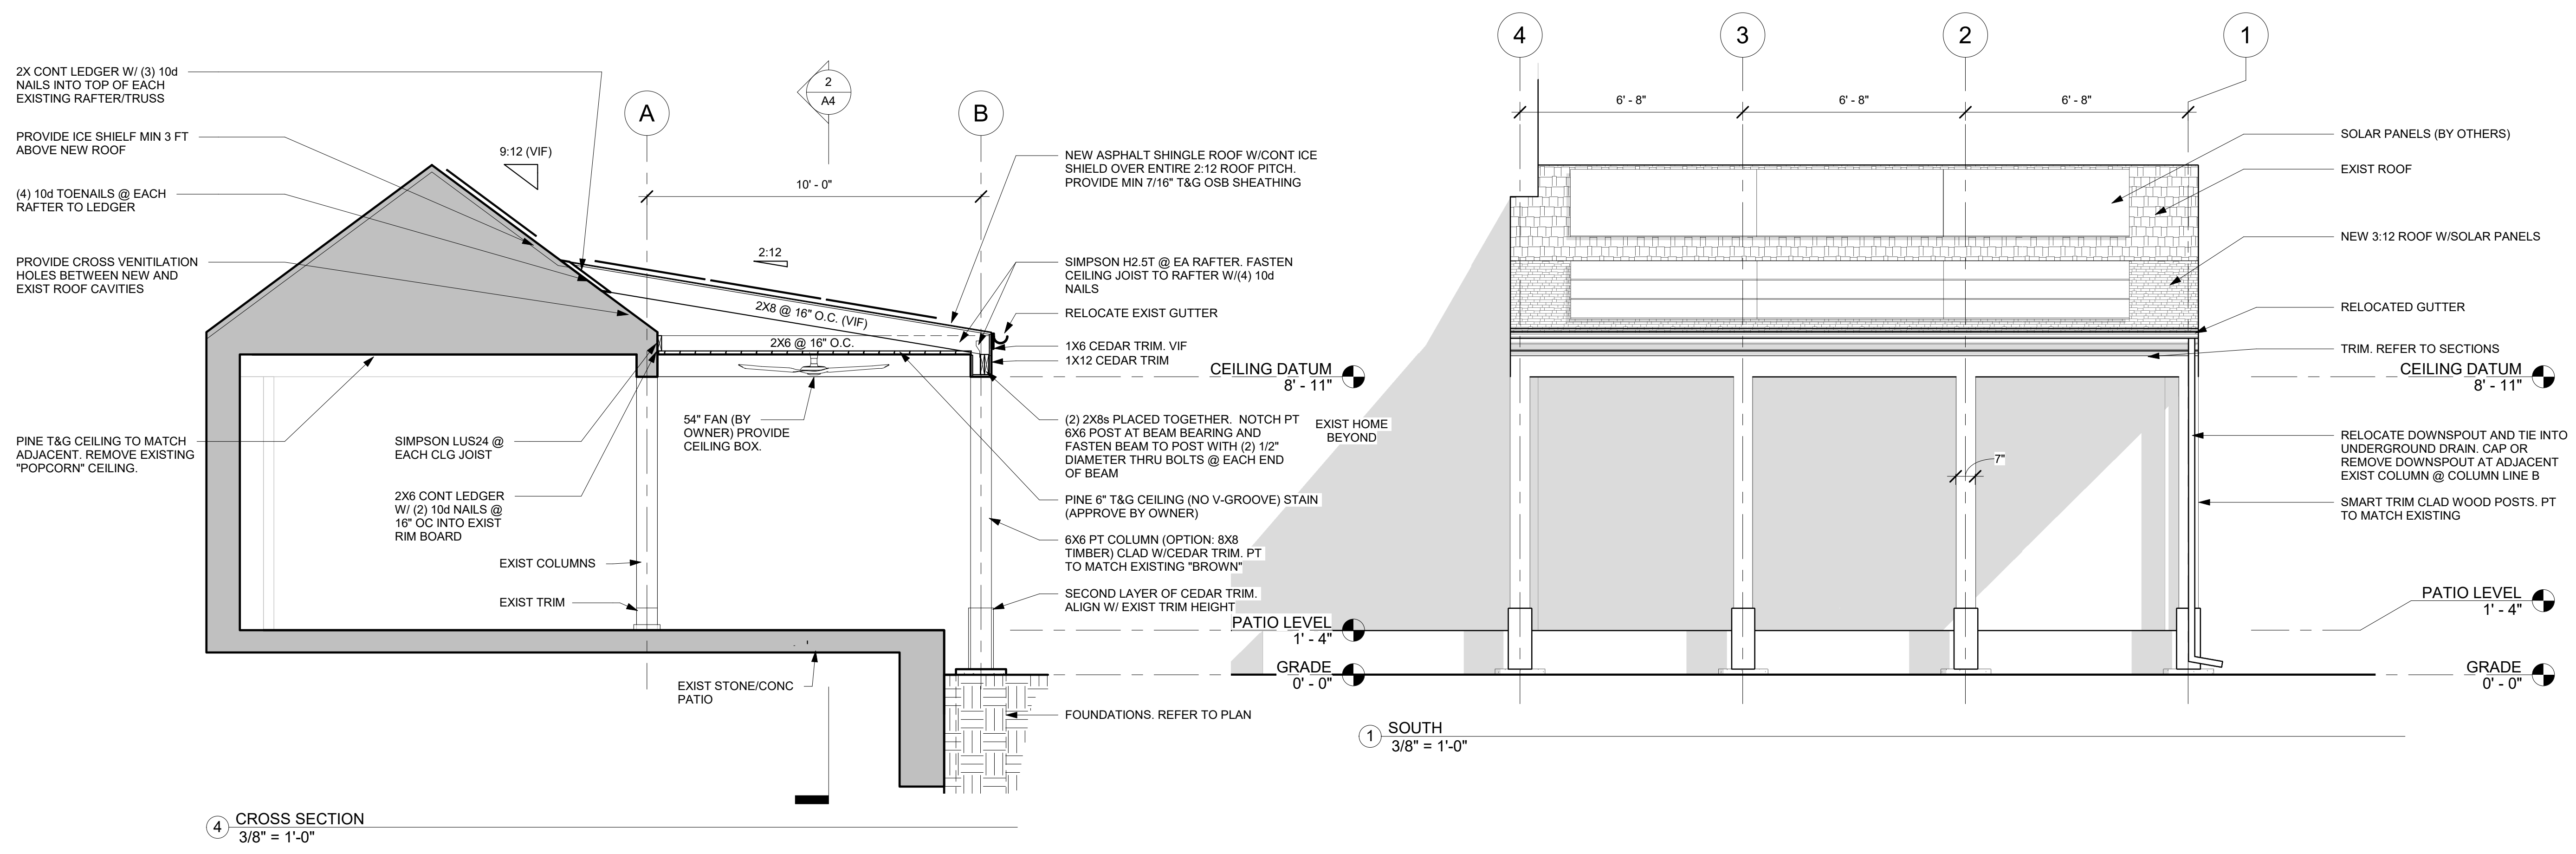 2X CONT LEDGER W/ (3) 10d
NAILS INTO TOP OF EACH
EXISTING RAFTER/TRUSS
PROVIDE ICE SHIELF MIN 3 FT
ABOVE NEW ROOF
(4) 10d TOENAILS @ EACH
RAFTER TO LEDGER
PROVIDE CROSS VENITILATION
HOLES BETWEEN NEW AND
EXIST ROOF CAVITIES
PINE T&G CEILING TO MATCH
ADJACENT. REMOVE EXISTING
"POPCORN" CEILING.
9:12 (VIF)
A
2
A4
B
10' - 0"
2:12
2X8 @ 16" O.C. (VIF)
2X6 @ 16" O.C.
SIMPSON LUS24 @
EACH CLG JOIST
2X6 CONT LEDGER
W/ (2) 10d NAILS @
16" OC INTO EXIST
RIM BOARD
EXIST COLUMNS
EXIST TRIM
54" FAN (BY
OWNER) PROVIDE
CEILING BOX.
EXIST STONE/CONC
PATIO
NEW ASPHALT SHINGLE ROOF W/CONT ICE
SHIELD OVER ENTIRE 2:12 ROOF PITCH.
PROVIDE MIN 7/16" T&G OSB SHEATHING
SIMPSON H2.5T @ EA RAFTER. FASTEN
CEILING JOIST TO RAFTER W/(4) 10d
NAILS
RELOCATE EXIST GUTTER
1X6 CEDAR TRIM. VIF
1X12 CEDAR TRIM
CEILING DATUM
8' - 11"
(2) 2X8s PLACED TOGETHER. NOTCH PT
6X6 POST AT BEAM BEARING AND
FASTEN BEAM TO POST WITH (2) 1/2"
DIAMETER THRU BOLTS @ EACH END
OF BEAM
PINE 6" T&G CEILING (NO V-GROOVE) STAIN
(APPROVE BY OWNER)
6X6 PT COLUMN (OPTION: 8X8
TIMBER) CLAD W/CEDAR TRIM. PT
TO MATCH EXISTING "BROWN"
SECOND LAYER OF CEDAR TRIM.
ALIGN W/ EXIST TRIM HEIGHT
PATIO LEVEL
1' - 4"
GRADE
0' - 0"
FOUNDATIONS. REFER TO PLAN
4
CROSS SECTION
3/8" = 1'-0"
4
3
2
1
6' - 8"
6' - 8"
6' - 8"
EXIST HOME
BEYOND
7"
SOLAR PANELS (BY OTHERS)
EXIST ROOF
NEW 3:12 ROOF W/SOLAR PANELS
RELOCATED GUTTER
TRIM. REFER TO SECTIONS
CEILING DATUM
8' - 11"
RELOCATE DOWNSPOUT AND TIE INTO
UNDERGROUND DRAIN. CAP OR
REMOVE DOWNSPOUT AT ADJACENT
EXIST COLUMN @ COLUMN LINE B
SMART TRIM CLAD WOOD POSTS. PT
TO MATCH EXISTING
PATIO LEVEL
1' - 4"
GRADE
0' - 0"
1
SOUTH
3/8" = 1'-0"